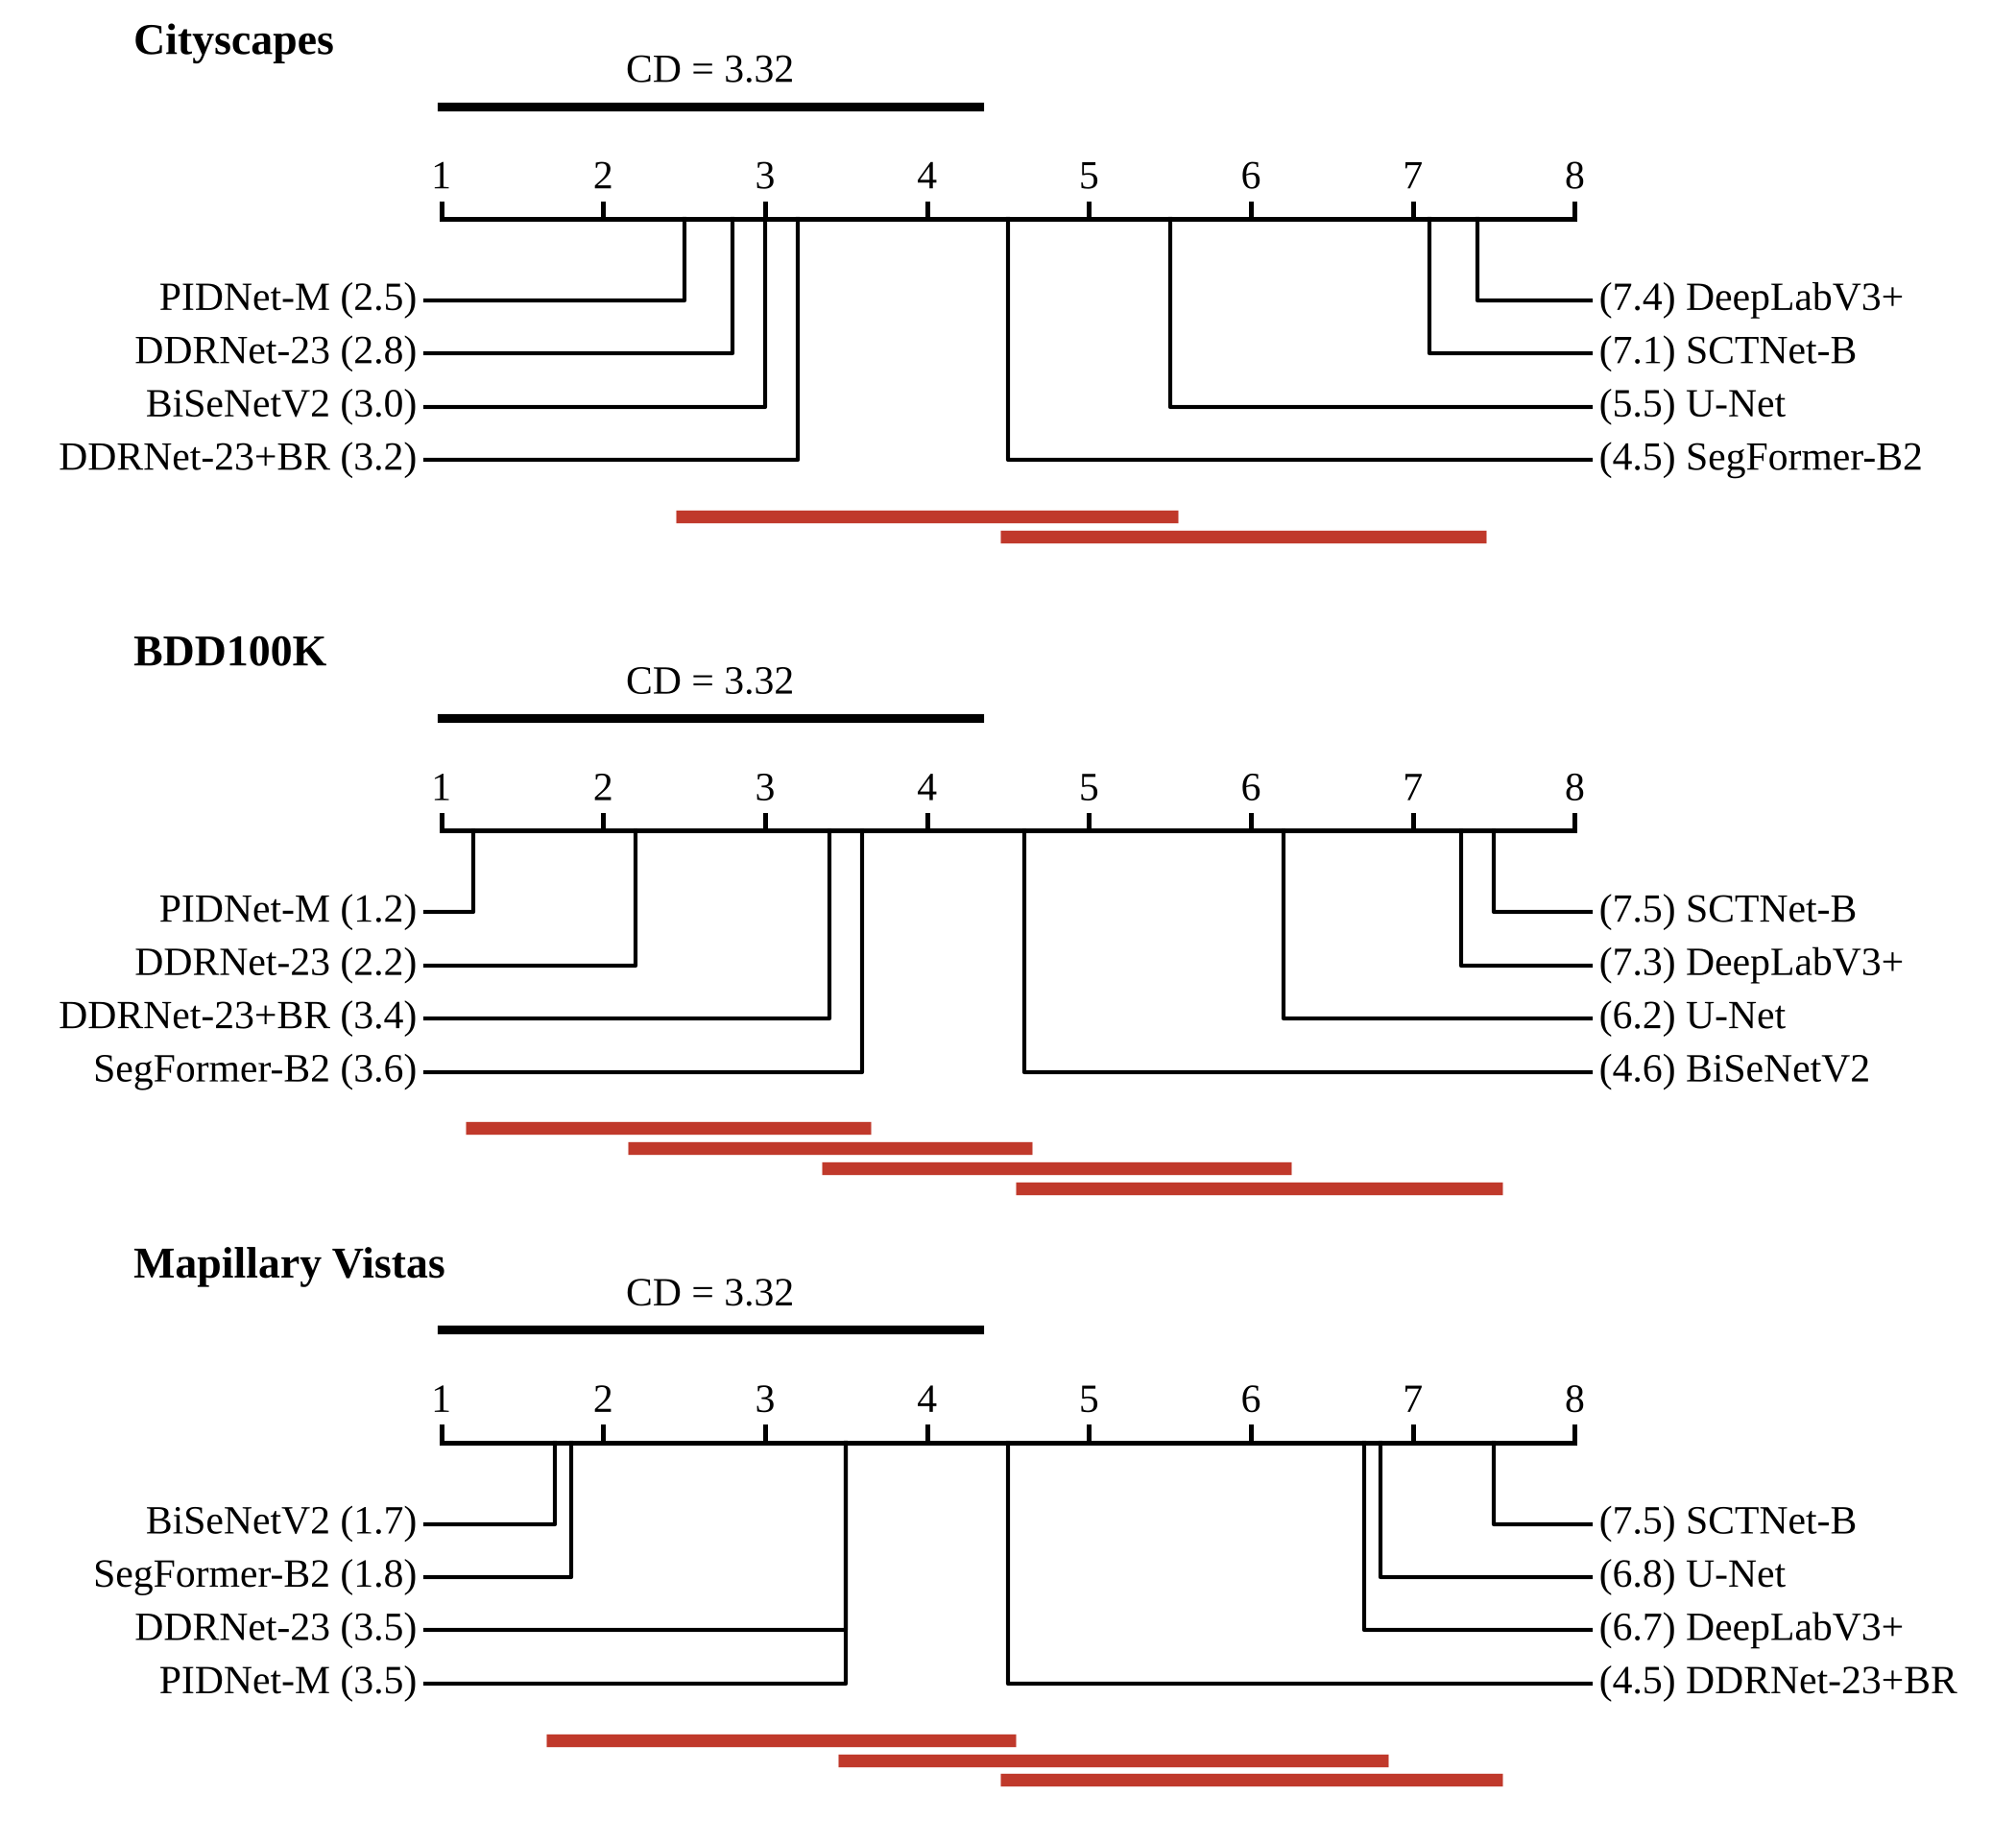 Cityscapes
CD = 3.32
1 2 3 4 5 6 7 8
PIDNet-M (2.5) (7.4) DeepLabV3+
DDRNet-23 (2.8) (7.1) SCTNet-B
BiSeNetV2 (3.0) (5.5) U-Net
DDRNet-23+BR (3.2) (4.5) SegFormer-B2
BDD100K
CD = 3.32
1 2 3 4 5 6 7 8
PIDNet-M (1.2) (7.5) SCTNet-B
DDRNet-23 (2.2) (7.3) DeepLabV3+
DDRNet-23+BR (3.4) (6.2) U-Net
SegFormer-B2 (3.6) (4.6) BiSeNetV2
Mapillary Vistas
CD = 3.32
1 2 3 4 5 6 7 8
BiSeNetV2 (1.7) (7.5) SCTNet-B
SegFormer-B2 (1.8) (6.8) U-Net
DDRNet-23 (3.5) (6.7) DeepLabV3+
PIDNet-M (3.5) (4.5) DDRNet-23+BR